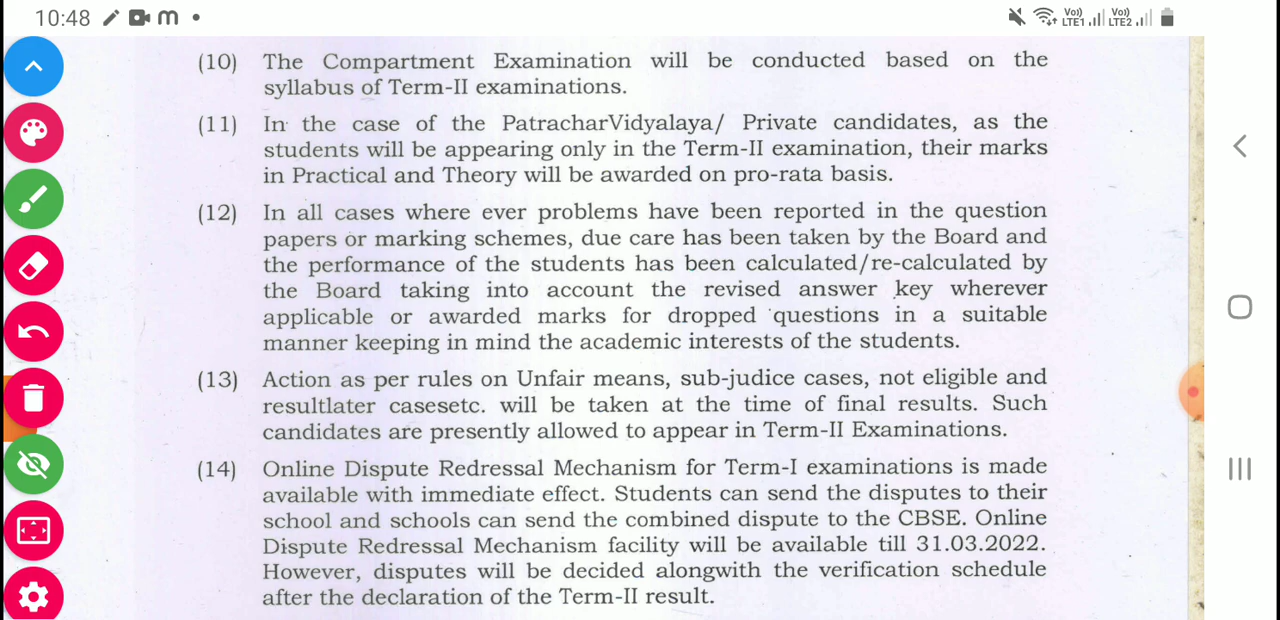 10:48
Vo)) LTE1 Vo)) LTE2
(10) The Compartment Examination will be conducted based on the
syllabus of Term-II examinations.
(11) In the case of the PatracharVidyalaya/ Private candidates, as the
students will be appearing only in the Term-II examination, their marks
in Practical and Theory will be awarded on pro-rata basis.
(12) In all cases where ever problems have been reported in the question
papers or marking schemes, due care has been taken by the Board and
the performance of the students has been calculated/re-calculated by
the Board taking into account the revised answer key wherever
applicable or awarded marks for dropped questions in a suitable
manner keeping in mind the academic interests of the students.
(13) Action as per rules on Unfair means, sub-judice cases, not eligible and
resultlater casesetc. will be taken at the time of final results. Such
candidates are presently allowed to appear in Term-II Examinations.
(14) Online Dispute Redressal Mechanism for Term-I examinations is made
available with immediate effect. Students can send the disputes to their
school and schools can send the combined dispute to the CBSE. Online
Dispute Redressal Mechanism facility will be available till 31.03.2022.
However, disputes will be decided alongwith the verification schedule
after the declaration of the Term-II result.